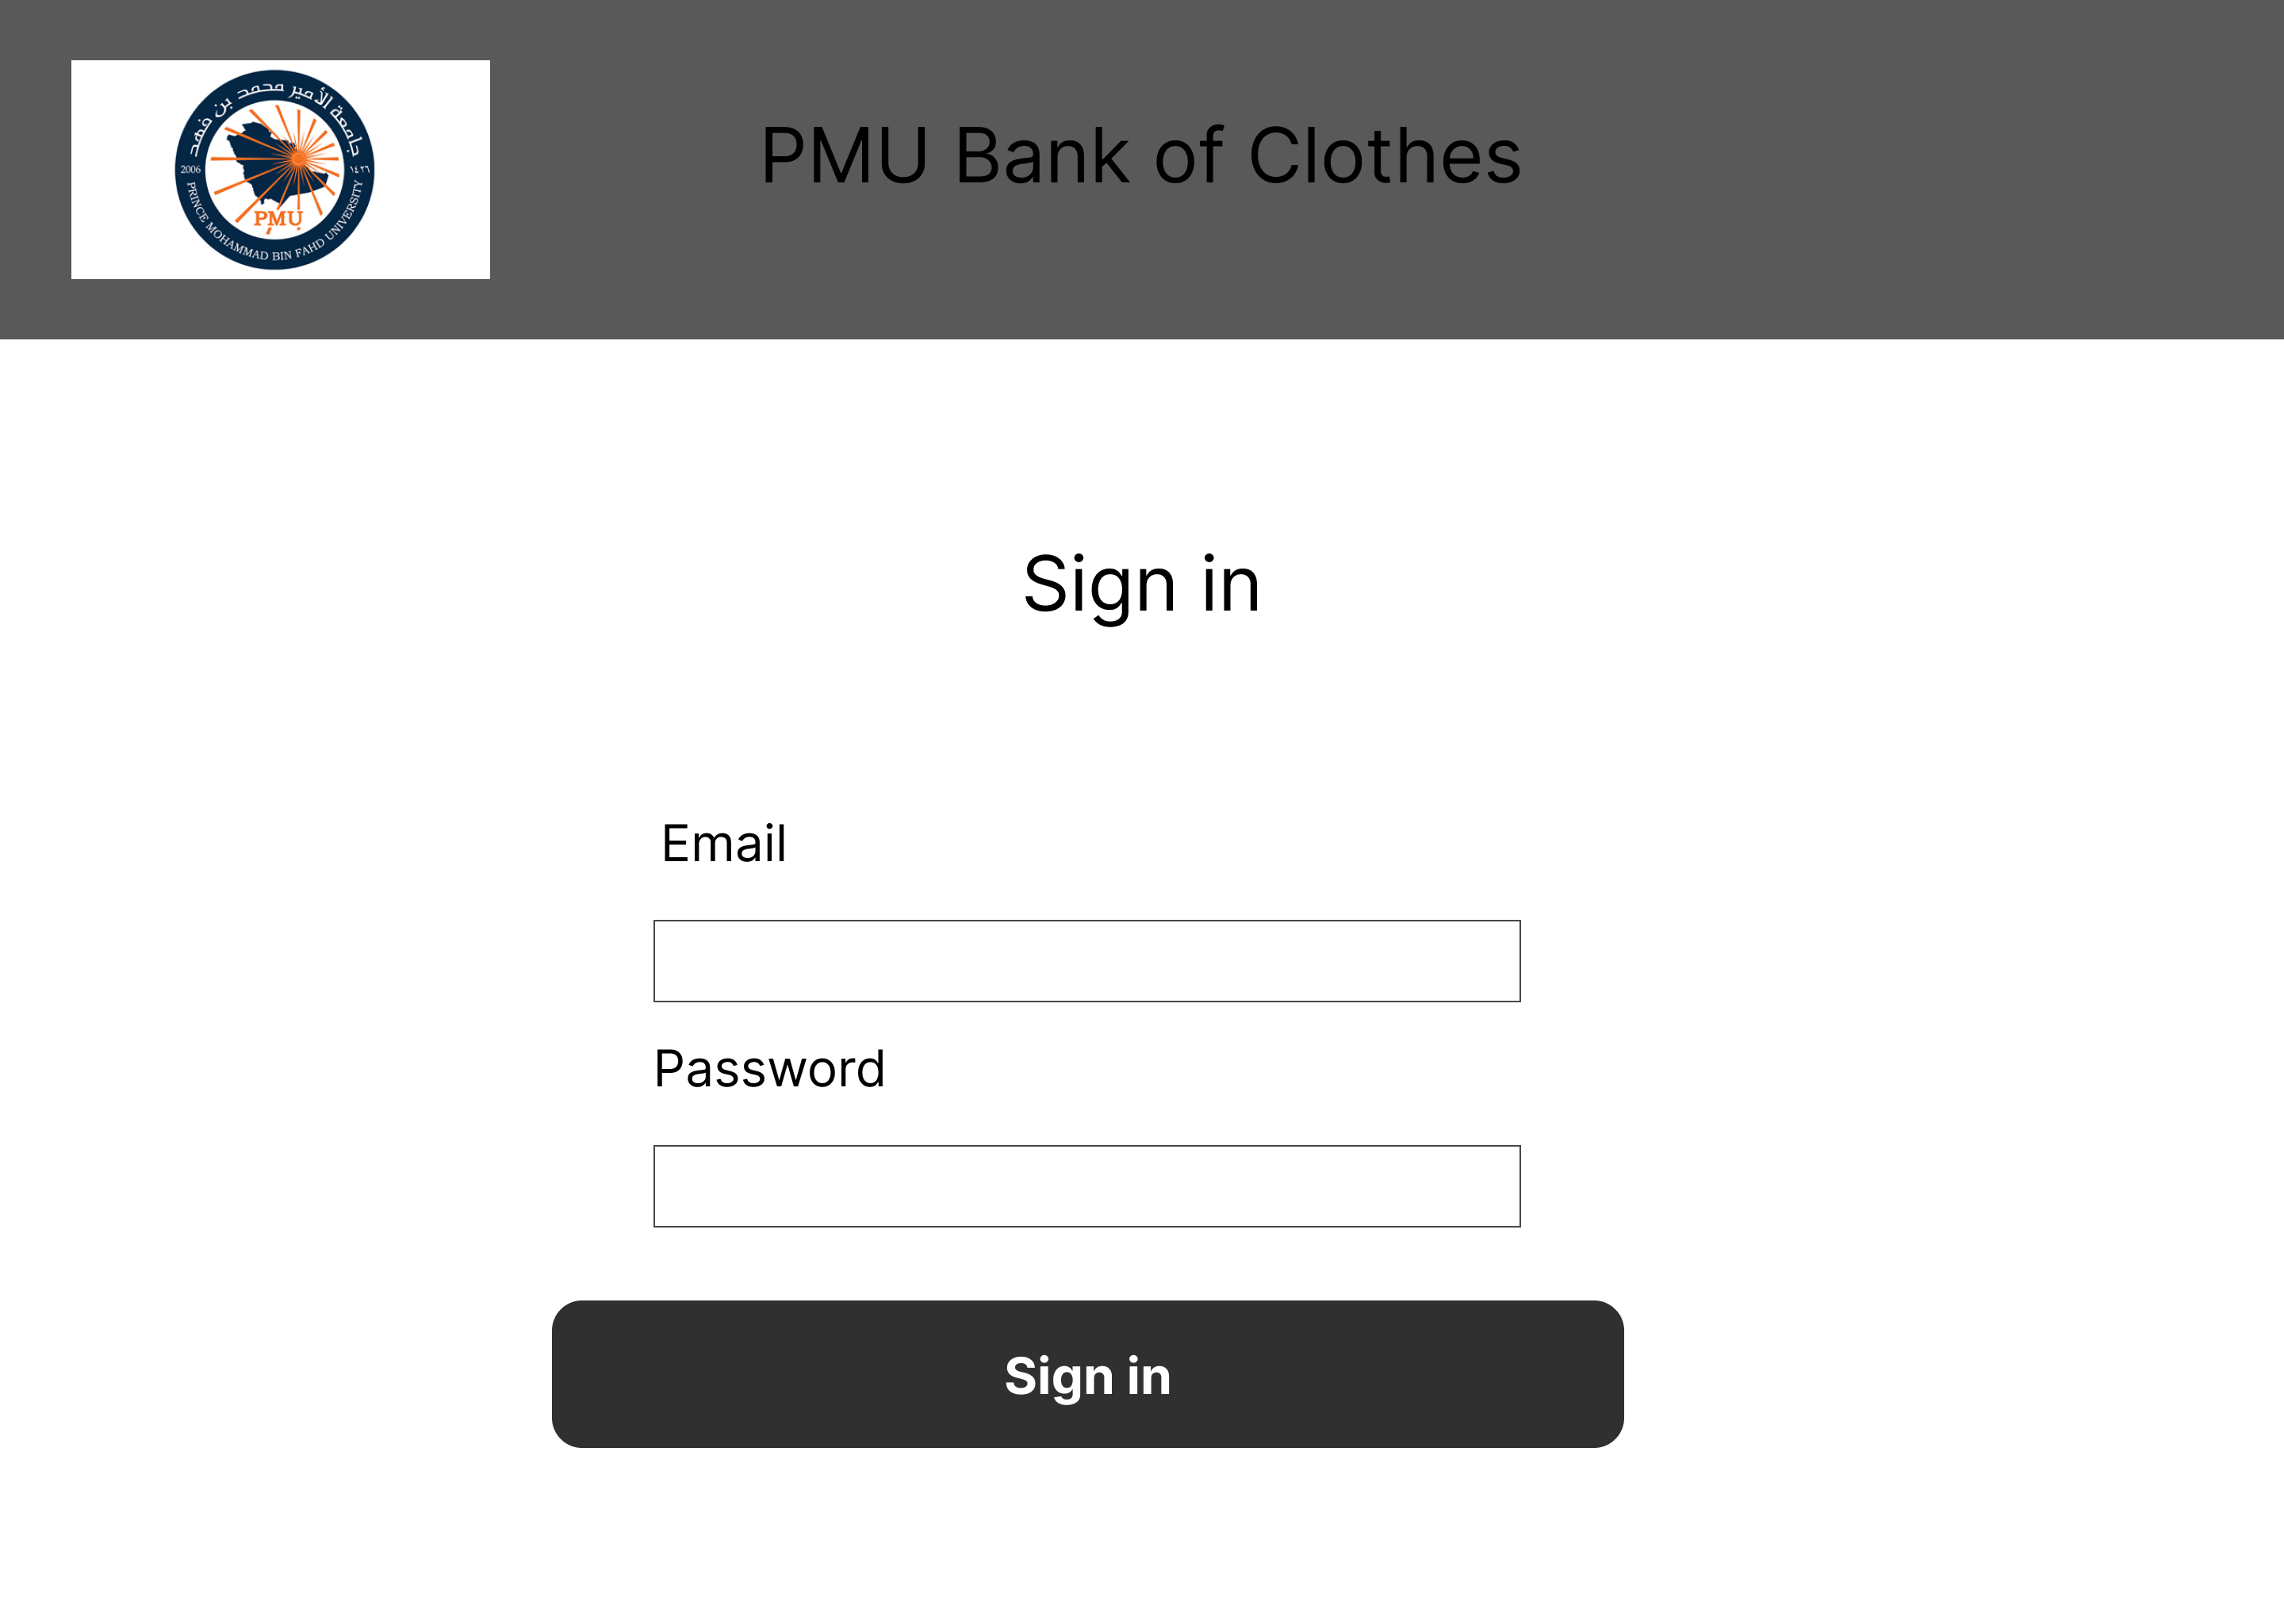 جامعة الأمير محمد بن فهد
2006
١٤٢٦
PMU
PRINCE MOHAMMAD BIN FAHD UNIVERSITY
PMU Bank of Clothes
Sign in
Email
Password
Sign in